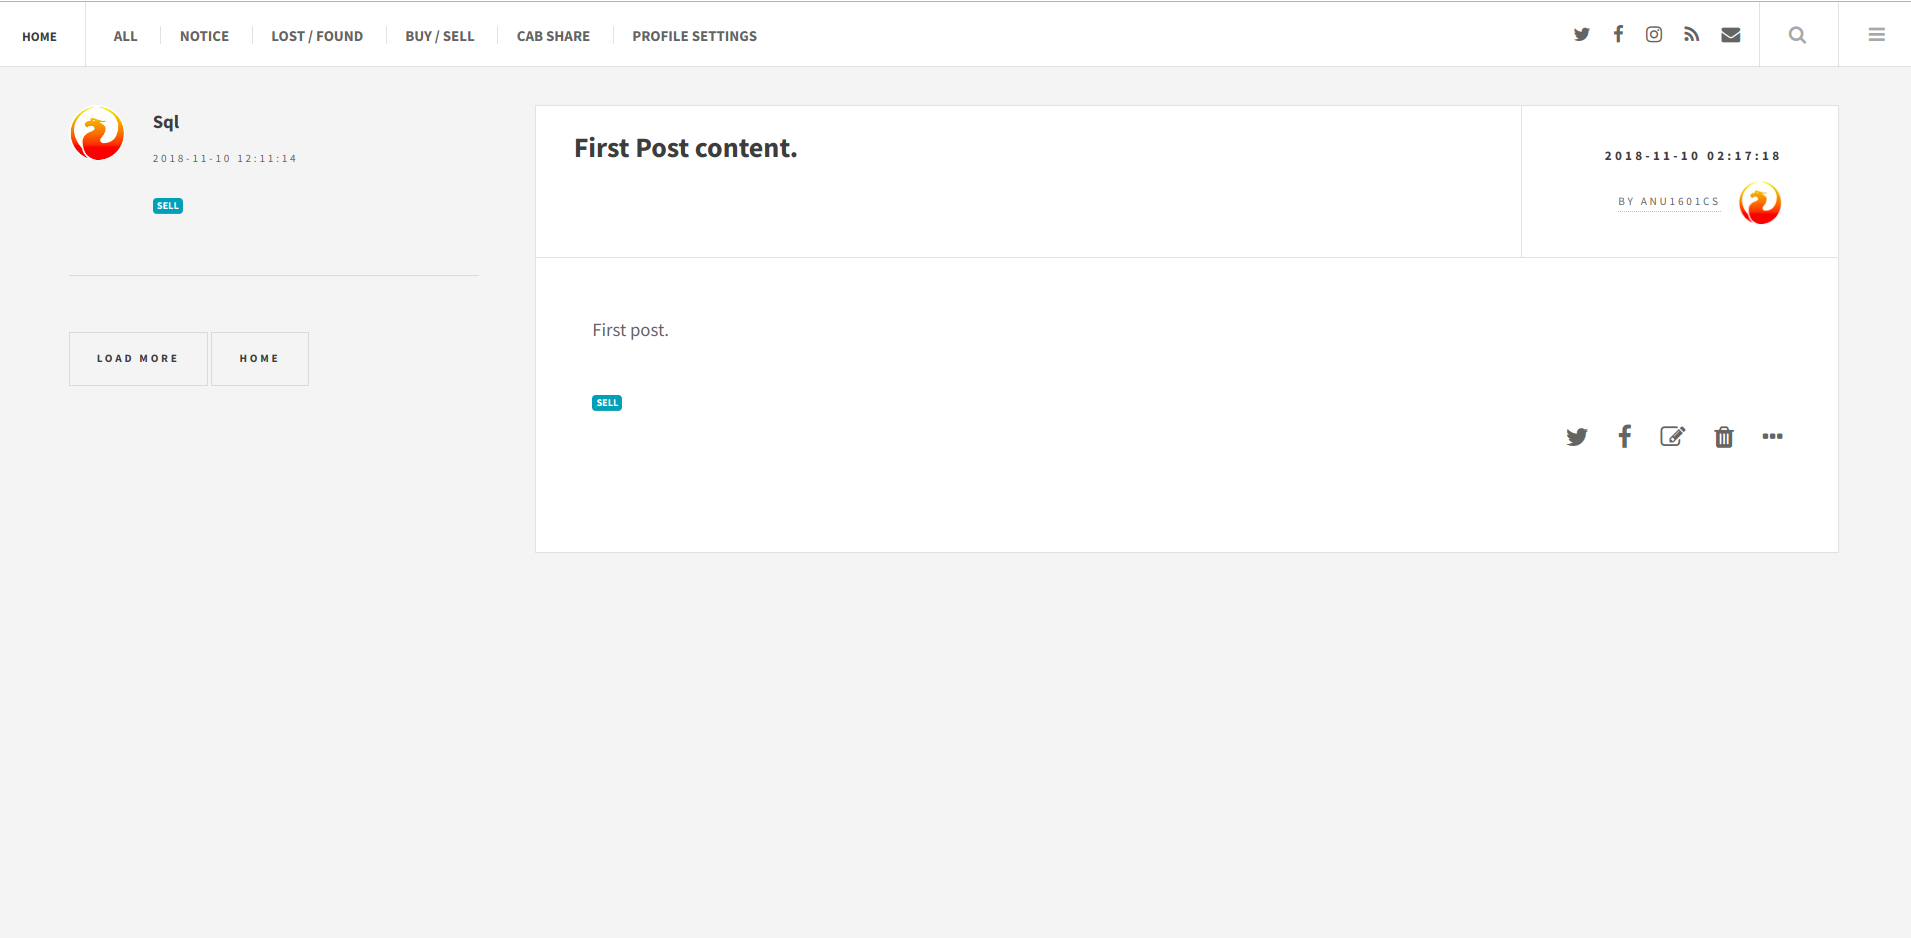 HOME
ALL
NOTICE
LOST / FOUND
BUY / SELL
CAB SHARE
PROFILE SETTINGS
Sql
2018-11-10 12:11:14
SELL
LOAD MORE
HOME
First Post content.
2018-11-10 02:17:18
BY ANU1601CS
First post.
SELL